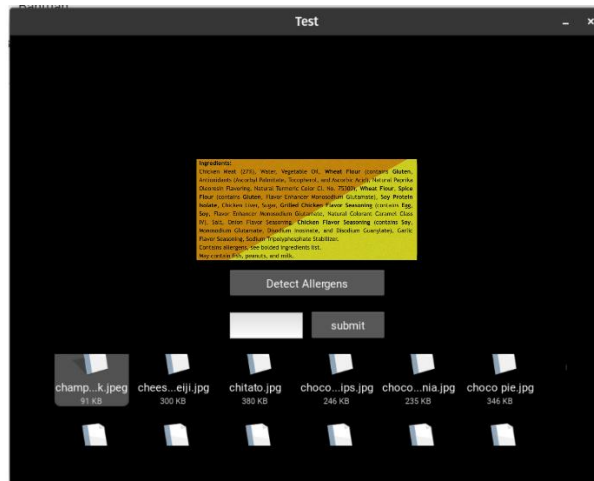 Test
Ingredients:
Chicken Meat (27%), Water, Vegetable Oil, Wheat Flour (contains Gluten,
Antioxidants (Ascorbyl Palmitate, Tocopherol, and Ascorbic Acid), Natural Paprika
Oleoresin Flavoring, Natural Turmeric Color CI. No. 75300), Wheat Flour, Spice
Flour (contains Gluten, Flavor Enhancer Monosodium Glutamate), Soy Protein
Isolate, Chicken Liver, Sugar, Grilled Chicken Flavor Seasoning (contains Egg,
Soy, Flavor Enhancer Monosodium Glutamate, Natural Colorant Caramel Class
IV), Salt, Onion Flavor Seasoning, Chicken Flavor Seasoning (contains Soy,
Monosodium Glutamate, Disodium Inosinate, and Disodium Guanylate), Garlic
Flavor Seasoning, Sodium Tripolyphosphate Stabilizer.
Contains allergens, see bolded ingredients list.
May contain fish, peanuts, and milk.
Detect Allergens
submit
champ...k.jpeg chees...eiji.jpg chitato.jpg choco...ips.jpg choco...nia.jpg choco pie.jpg
91 KB 300 KB 380 KB 246 KB 235 KB 346 KB